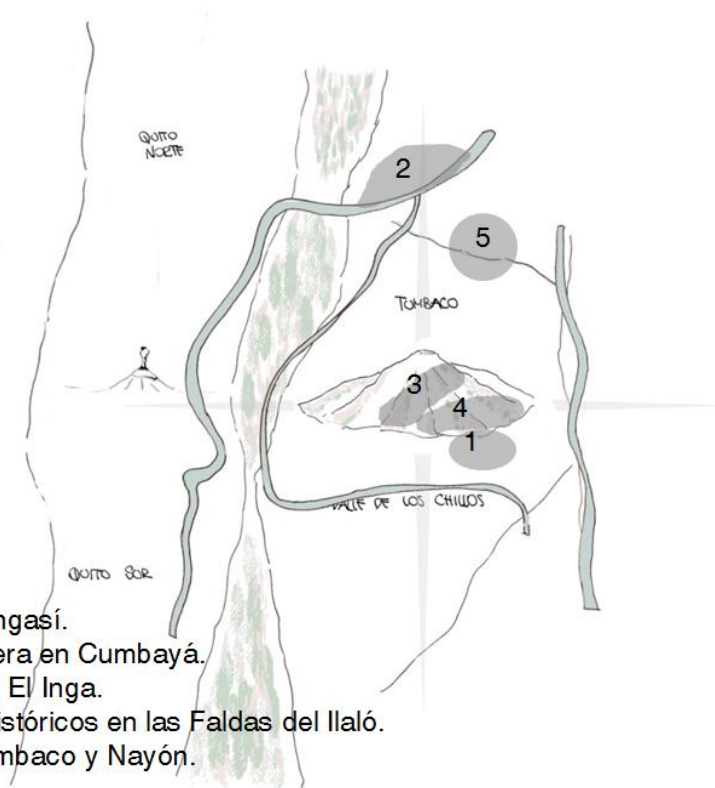 QUITO
NORTE
2
5
TUMBACO
3
4
1
VALLE DE LOS CHILLOS
QUITO SUR
ngasí.
era en Cumbayá.
El Inga.
istóricos en las Faldas del Ilaló.
mbaco y Nayón.